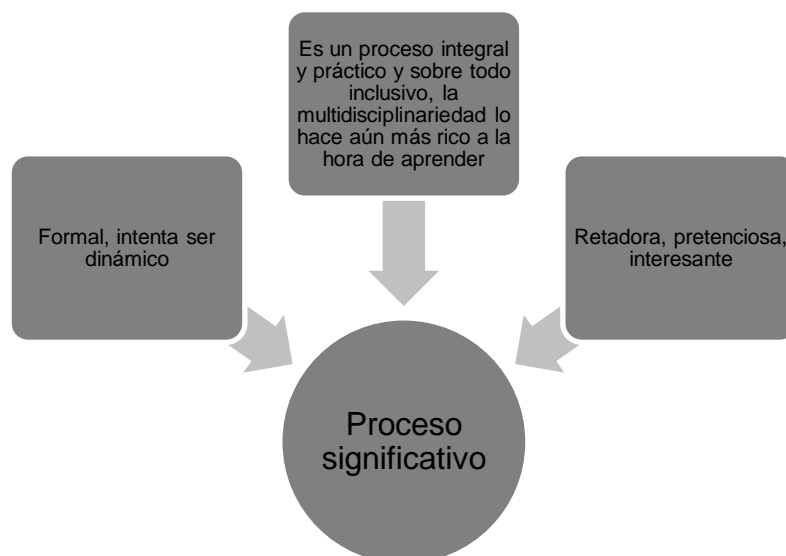 Es un proceso integral
y práctico y sobre todo
inclusivo, la
multidisciplinariedad lo
hace aún más rico a la
hora de aprender
Formal, intenta ser
dinámico
Retadora, pretenciosa,
interesante
Proceso
significativo